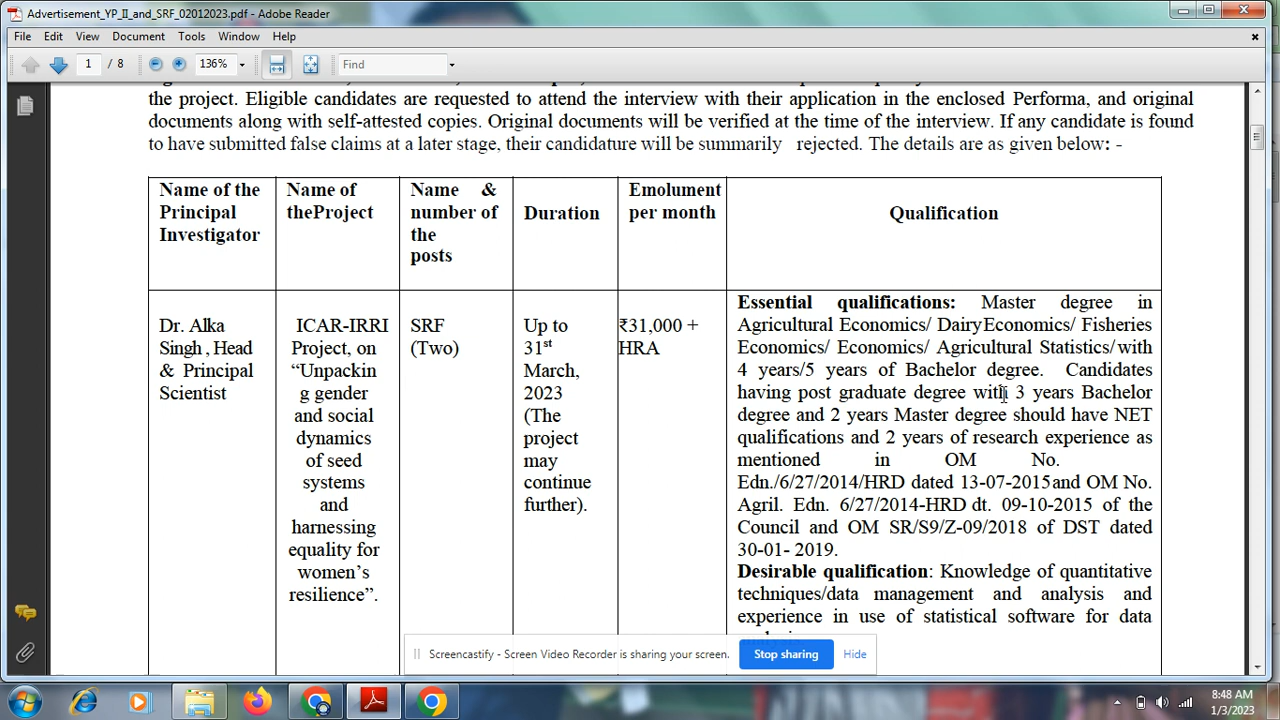 Advertisement_YP_II_and_SRF_02012023.pdf - Adobe Reader
File Edit View Document Tools Window Help
1 / 8 136% Find
the project. Eligible candidates are requested to attend the interview with their application in the enclosed Performa, and original
documents along with self-attested copies. Original documents will be verified at the time of the interview. If any candidate is found
to have submitted false claims at a later stage, their candidature will be summarily rejected. The details are as given below: -
Name of the
Principal
Investigator
Name of
theProject
Name &
number of
the
posts
Duration
Emolument
per month
Qualification
Dr. Alka
Singh , Head
& Principal
Scientist
ICAR-IRRI
Project, on
“Unpackin
g gender
and social
dynamics
of seed
systems
and
harnessing
equality for
women’s
resilience”.
SRF
(Two)
Up to
31st
March,
2023
(The
project
may
continue
further).
₹31,000 +
HRA
Essential qualifications: Master degree in
Agricultural Economics/ DairyEconomics/ Fisheries
Economics/ Economics/ Agricultural Statistics/with
4 years/5 years of Bachelor degree. Candidates
having post graduate degree with 3 years Bachelor
degree and 2 years Master degree should have NET
qualifications and 2 years of research experience as
mentioned in OM No.
Edn./6/27/2014/HRD dated 13-07-2015and OM No.
Agril. Edn. 6/27/2014-HRD dt. 09-10-2015 of the
Council and OM SR/S9/Z-09/2018 of DST dated
30-01- 2019.
Desirable qualification: Knowledge of quantitative
techniques/data management and analysis and
experience in use of statistical software for data
Screencastify - Screen Video Recorder is sharing your screen. Stop sharing Hide
8:48 AM
1/3/2023